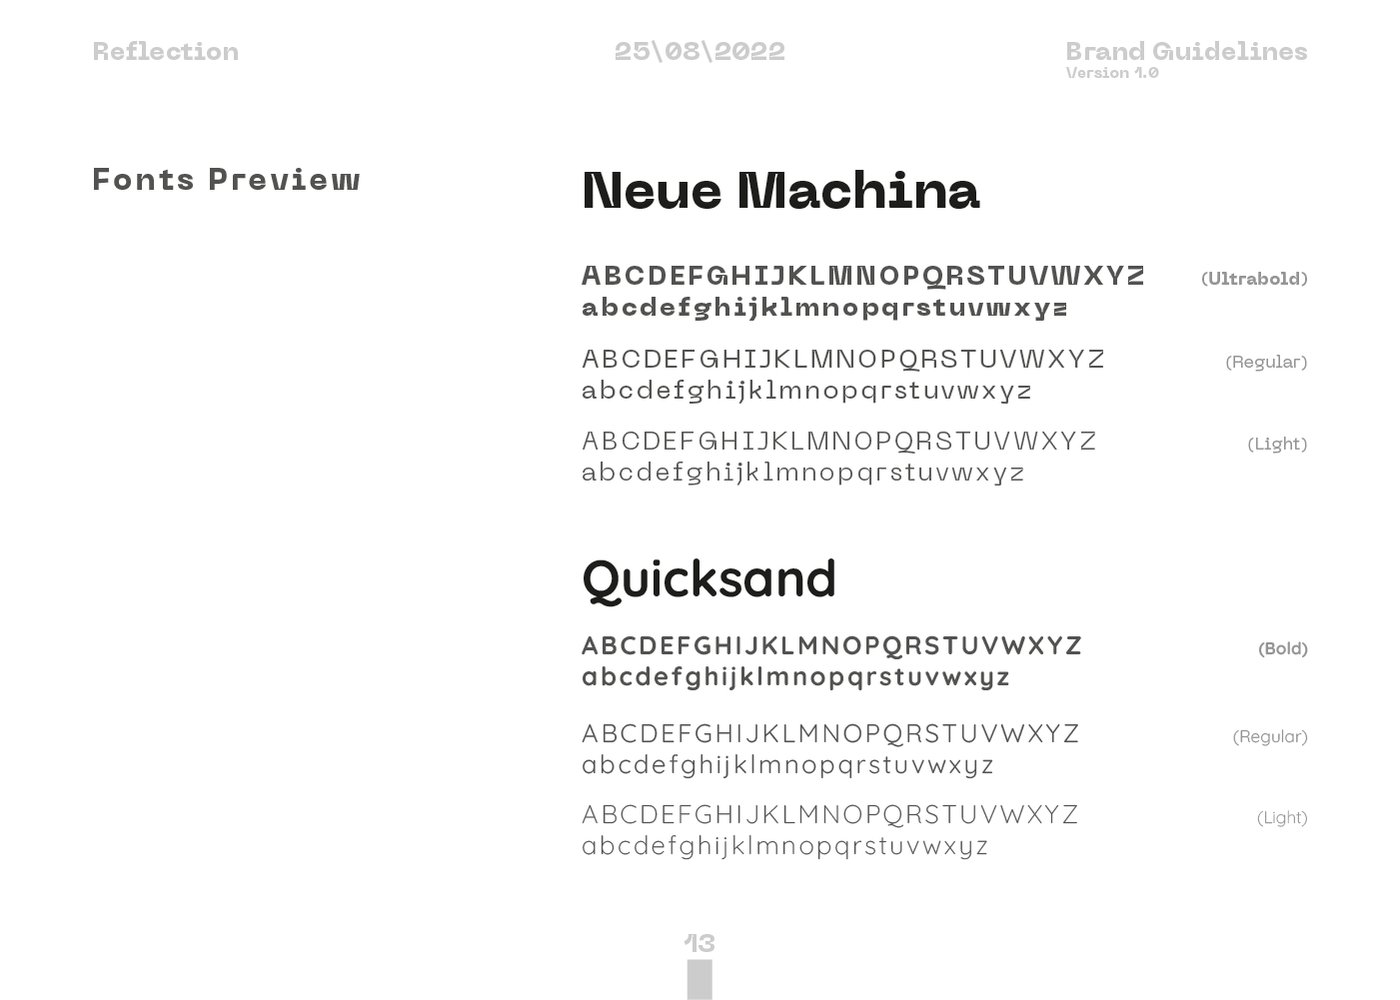 Reflection
25\08\2022
Brand Guidelines
Version 1.0
Fonts Preview
Neue Machina
ABCDEFGHIJKLMNOPQRSTUVWXYZ
(Ultrabold)
abcdefghijklmnopqrstuvwxyz
ABCDEFGHIJKLMNOPQRSTUVWXYZ
(Regular)
abcdefghijklmnopqrstuvwxyz
ABCDEFGHIJKLMNOPQRSTUVWXYZ
(Light)
abcdefghijklmnopqrstuvwxyz
Quicksand
ABCDEFGHIJKLMNOPQRSTUVWXYZ
(Bold)
abcdefghijklmnopqrstuvwxyz
ABCDEFGHIJKLMNOPQRSTUVWXYZ
(Regular)
abcdefghijklmnopqrstuvwxyz
ABCDEFGHIJKLMNOPQRSTUVWXYZ
(Light)
abcdefghijklmnopqrstuvwxyz
13